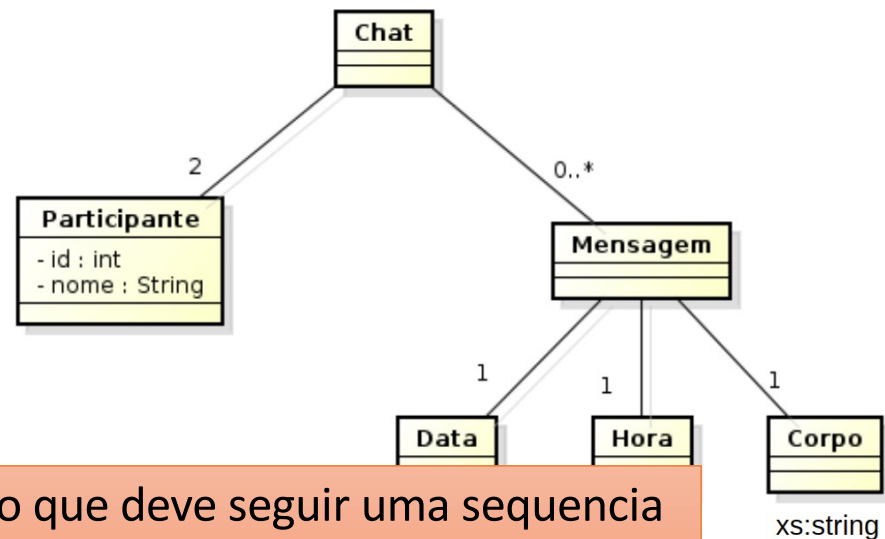 Chat
2
0..*
Participante
- id : int
- nome : String
Mensagem
1
1
1
Data
Hora
Corpo
o que deve seguir uma sequencia
xs:string